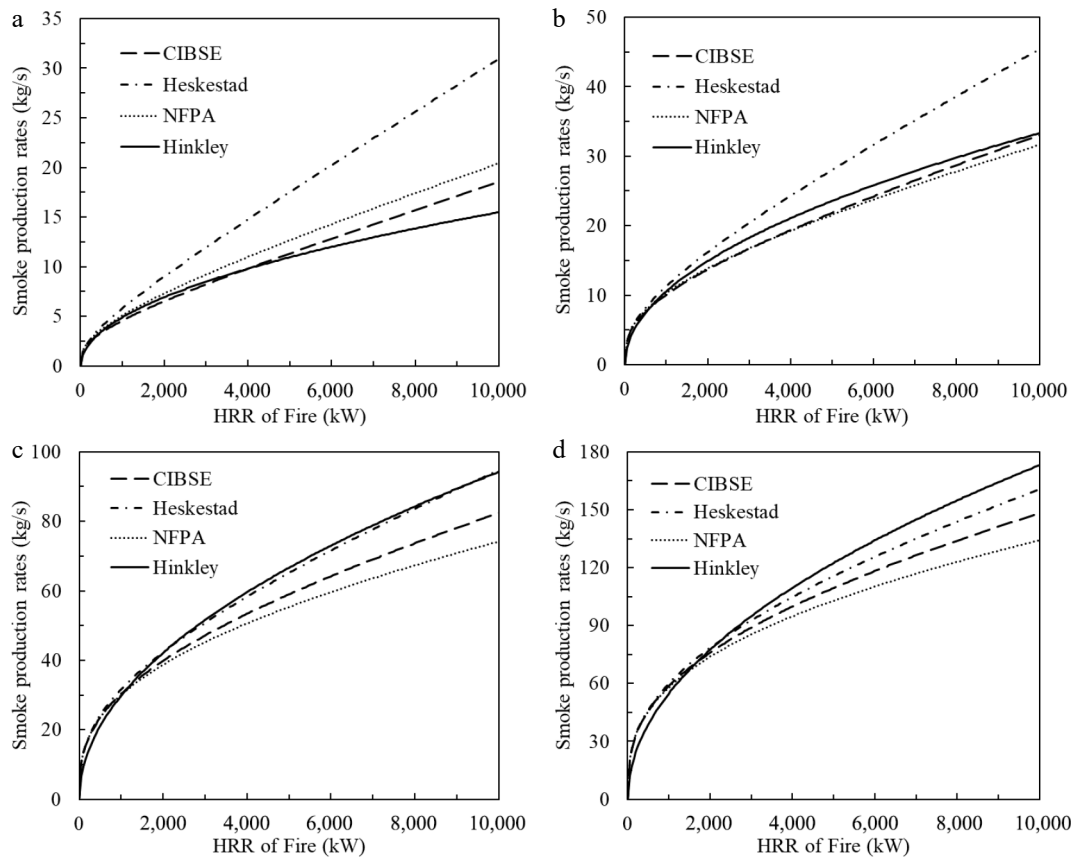 a
35
30
25
20
15
10
5
0
Smoke production rates (kg/s)
CIBSE
Heskestad
NFPA
Hinkley
0 2,000 4,000 6,000 8,000 10,000
HRR of Fire (kW)
b
50
40
30
20
10
0
Smoke production rates (kg/s)
CIBSE
Heskestad
NFPA
Hinkley
0 2,000 4,000 6,000 8,000 10,000
HRR of Fire (kW)
c
100
80
60
40
20
0
Smoke production rates (kg/s)
CIBSE
Heskestad
NFPA
Hinkley
0 2,000 4,000 6,000 8,000 10,000
HRR of Fire (kW)
d
180
150
120
90
60
30
0
Smoke production rates (kg/s)
CIBSE
Heskestad
NFPA
Hinkley
0 2,000 4,000 6,000 8,000 10,000
HRR of Fire (kW)